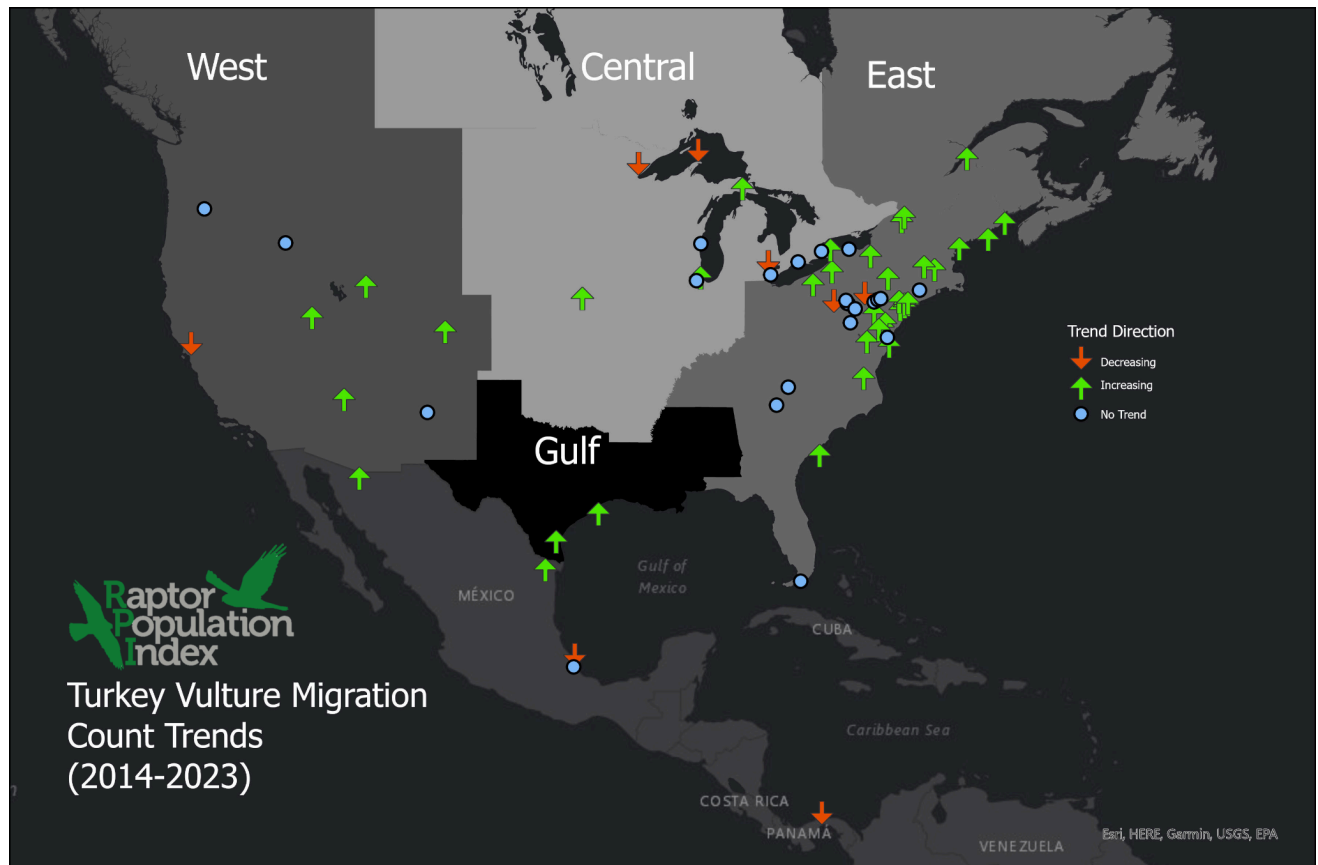 West
Central
East
Trend Direction
Decreasing
Increasing
No Trend
Gulf
Gulf of
Mexico
MÉXICO
CUBA
Raptor
Population
Index
Turkey Vulture Migration
Count Trends
(2014-2023)
Caribbean Sea
COSTA RICA
PANAMÁ
VENEZUELA
Esri, HERE, Garmin, USGS, EPA